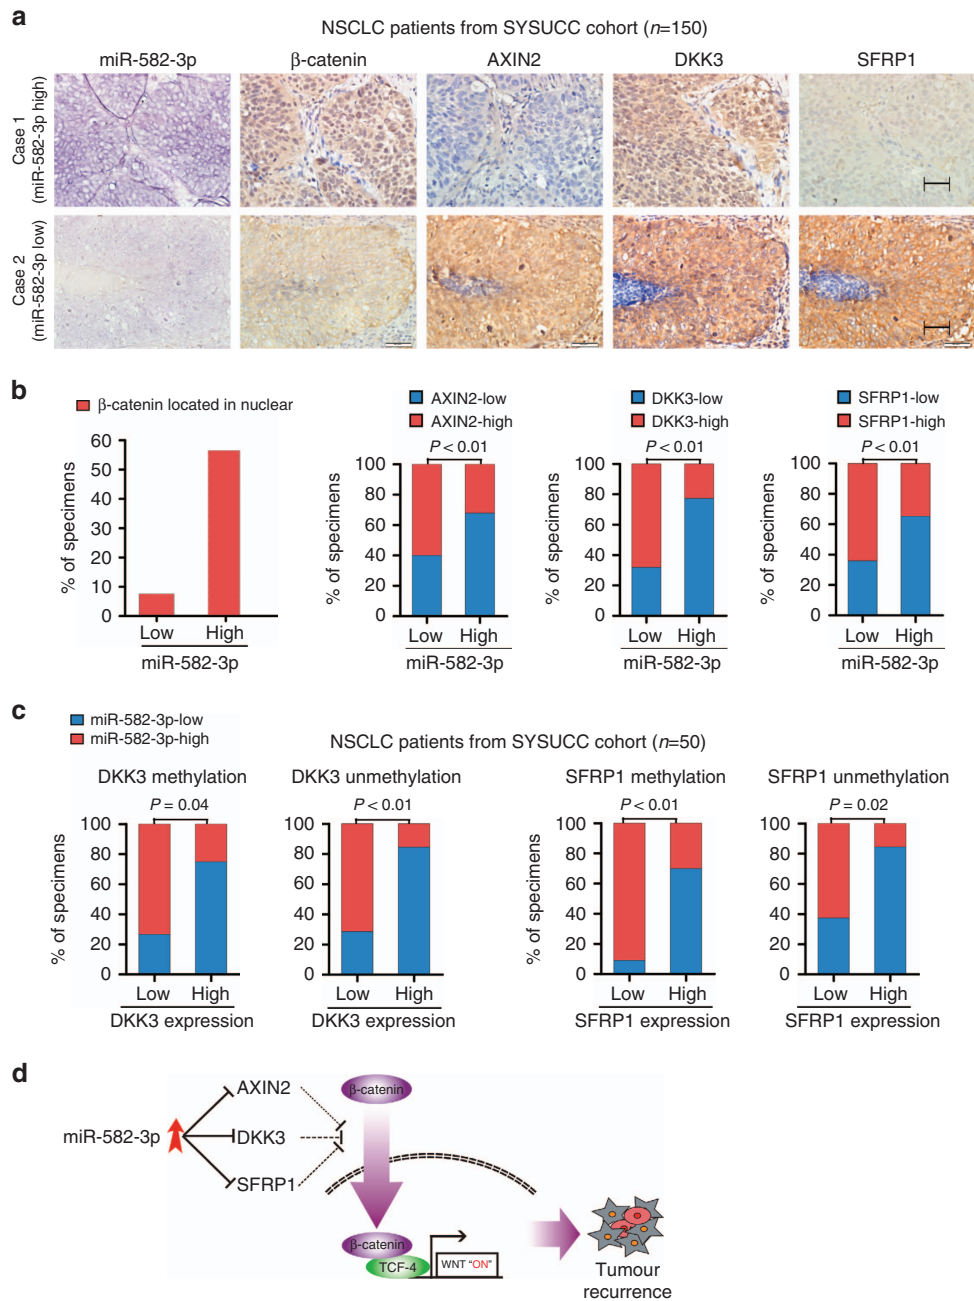 a
NSCLC patients from SYSUCC cohort (n=150)
miR-582-3p β-catenin AXIN2 DKK3 SFRP1
Case 1
(miR-582-3p high)
Case 2
(miR-582-3p low)
b
β-catenin located in nuclear
% of specimens
60
50
40
30
20
10
0
Low High
miR-582-3p
AXIN2-low
AXIN2-high
P < 0.01
% of specimens
100
80
60
40
20
0
Low High
miR-582-3p
DKK3-low
DKK3-high
P < 0.01
% of specimens
100
80
60
40
20
0
Low High
miR-582-3p
SFRP1-low
SFRP1-high
P < 0.01
% of specimens
100
80
60
40
20
0
Low High
miR-582-3p
c
miR-582-3p-low
miR-582-3p-high
NSCLC patients from SYSUCC cohort (n=50)
DKK3 methylation
P = 0.04
% of specimens
100
80
60
40
20
0
Low High
DKK3 expression
DKK3 unmethylation
P < 0.01
100
80
60
40
20
0
Low High
DKK3 expression
SFRP1 methylation
P < 0.01
% of specimens
100
80
60
40
20
0
Low High
SFRP1 expression
SFRP1 unmethylation
P = 0.02
100
80
60
40
20
0
Low High
SFRP1 expression
d
miR-582-3p
AXIN2
DKK3
SFRP1
β-catenin
β-catenin
TCF-4
WNT “ON”
Tumour
recurrence